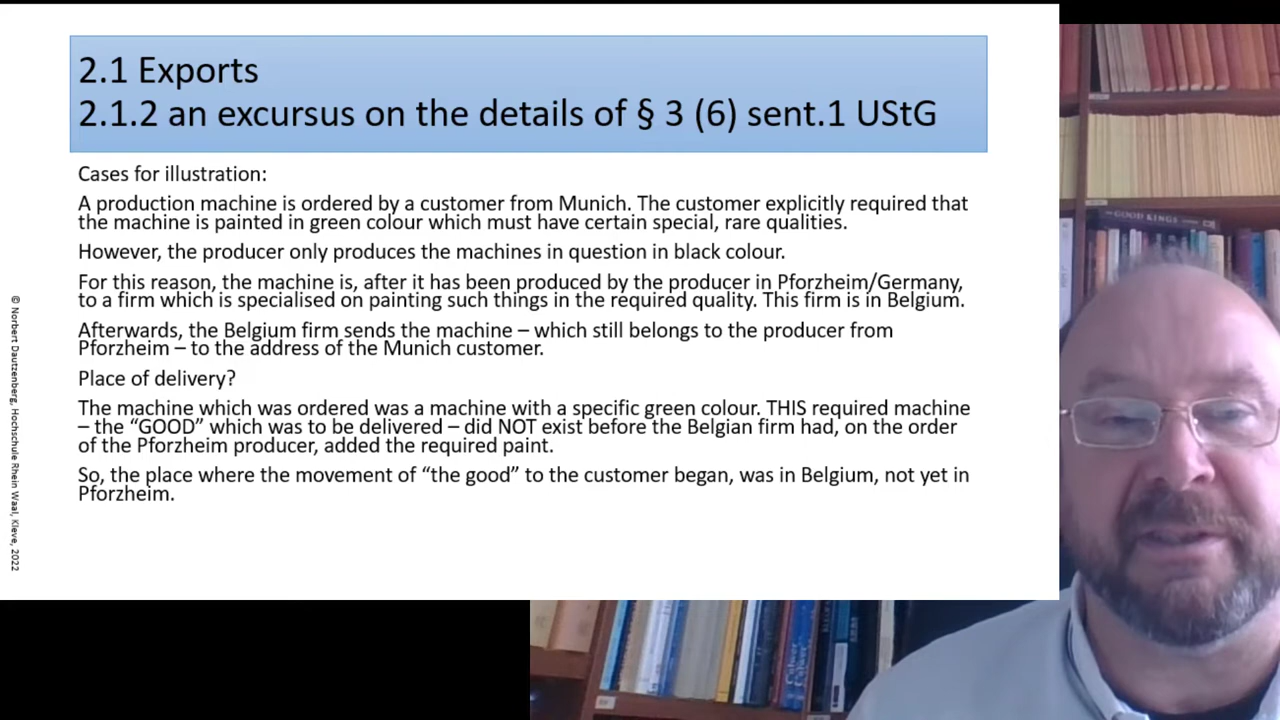 2.1 Exports
2.1.2 an excursus on the details of § 3 (6) sent.1 UStG
Cases for illustration:
A production machine is ordered by a customer from Munich. The customer explicitly required that
the machine is painted in green colour which must have certain special, rare qualities.
However, the producer only produces the machines in question in black colour.
For this reason, the machine is, after it has been produced by the producer in Pforzheim/Germany,
to a firm which is specialised on painting such things in the required quality. This firm is in Belgium.
Afterwards, the Belgium firm sends the machine – which still belongs to the producer from
Pforzheim – to the address of the Munich customer.
Place of delivery?
The machine which was ordered was a machine with a specific green colour. THIS required machine
– the “GOOD” which was to be delivered – did NOT exist before the Belgian firm had, on the order
of the Pforzheim producer, added the required paint.
So, the place where the movement of “the good” to the customer began, was in Belgium, not yet in
Pforzheim.
© Norbert Dautzenberg, Hochschule Rhein Waal, Kleve, 2022
GOOD KINGS